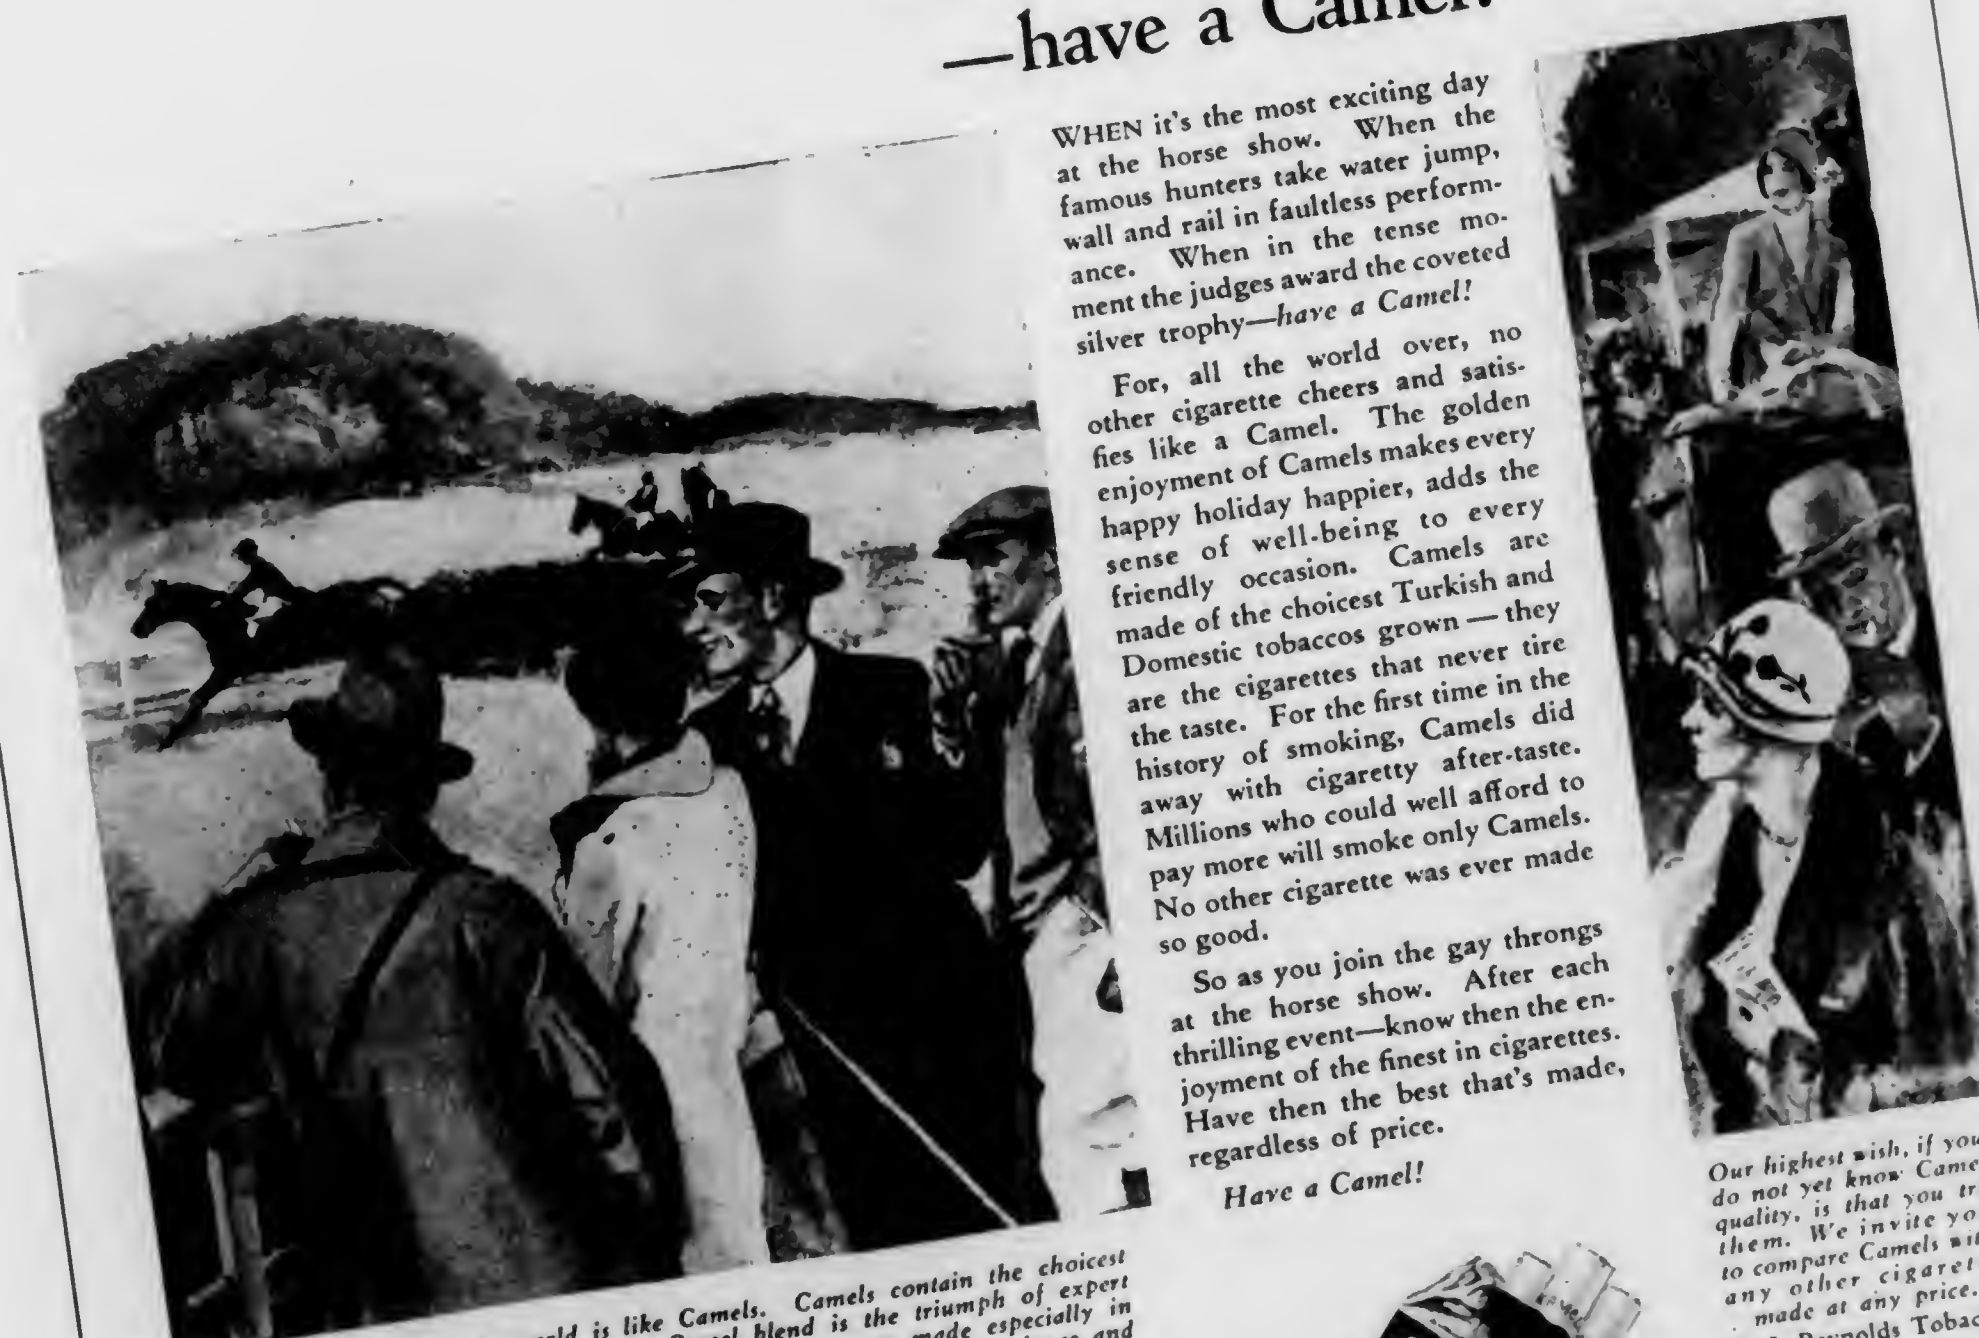 —have a Camel!
WHEN it's the most exciting day
at the horse show. When the
famous hunters take water jump,
wall and rail in faultless perform-
ance. When in the tense mo-
ment the judges award the coveted
silver trophy—have a Camel!
For, all the world over, no
other cigarette cheers and satis-
fies like a Camel. The golden
enjoyment of Camels makes every
happy holiday happier, adds the
sense of well-being to every
friendly occasion. Camels are
made of the choicest Turkish and
Domestic tobaccos grown — they
are the cigarettes that never tire
the taste. For the first time in the
history of smoking, Camels did
away with cigaretty after-taste.
Millions who could well afford to
pay more will smoke only Camels.
No other cigarette was ever made
so good.
So as you join the gay throngs
at the horse show. After each
thrilling event—know then the en-
joyment of the finest in cigarettes.
Have then the best that's made,
regardless of price.
Have a Camel!
is like Camels. Camels contain the choicest
blend is the triumph of expert
made especially in
and
Our highest wish, if you
do not yet know
quality, is that you
them. We invite
to compare Camels
any other
made at any price.